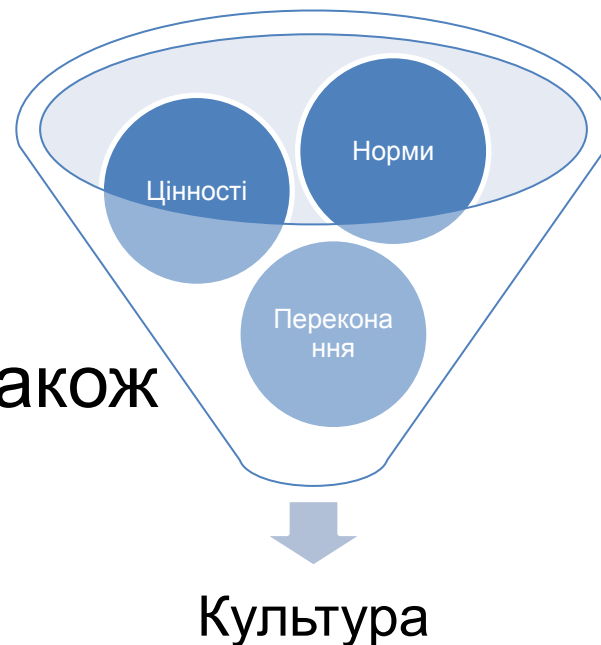 Норми
Цінності
Перекона
ння
акож
Культура